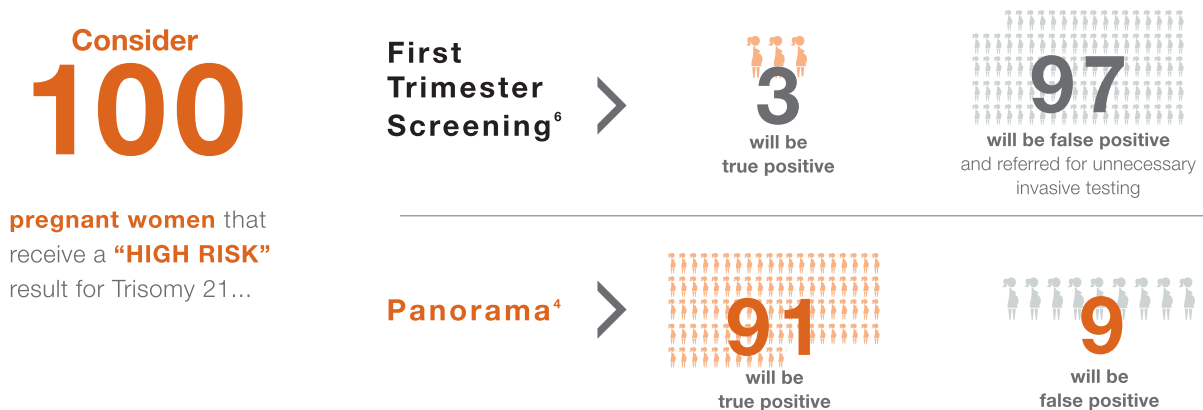 Consider
100
pregnant women that
receive a “HIGH RISK”
result for Trisomy 21...
First
Trimester
Screening6
3
will be
true positive
97
will be false positive
and referred for unnecessary
invasive testing
Panorama4
91
will be
true positive
9
will be
false positive